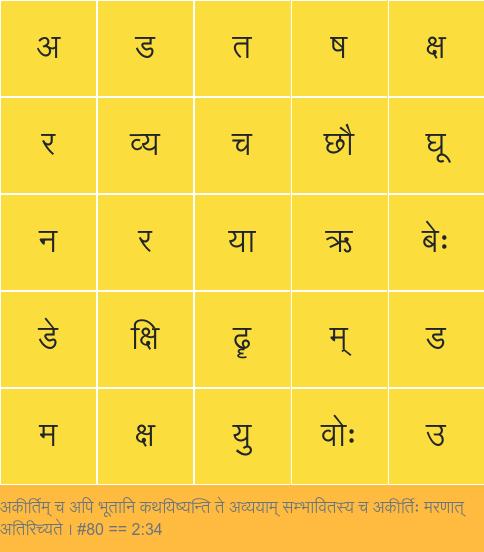 अ ड त ष क्ष
र व्य च छौ घू
न र या ऋ बेः
डे क्षि ढॄ म् ड
म क्ष यु वोः उ
अकीर्तिम् च अपि भूतानि कथयिष्यन्ति ते अव्ययाम् सम्भावितस्य च अकीर्तिः मरणात्
अतिरिच्यते । #80 == 2:34